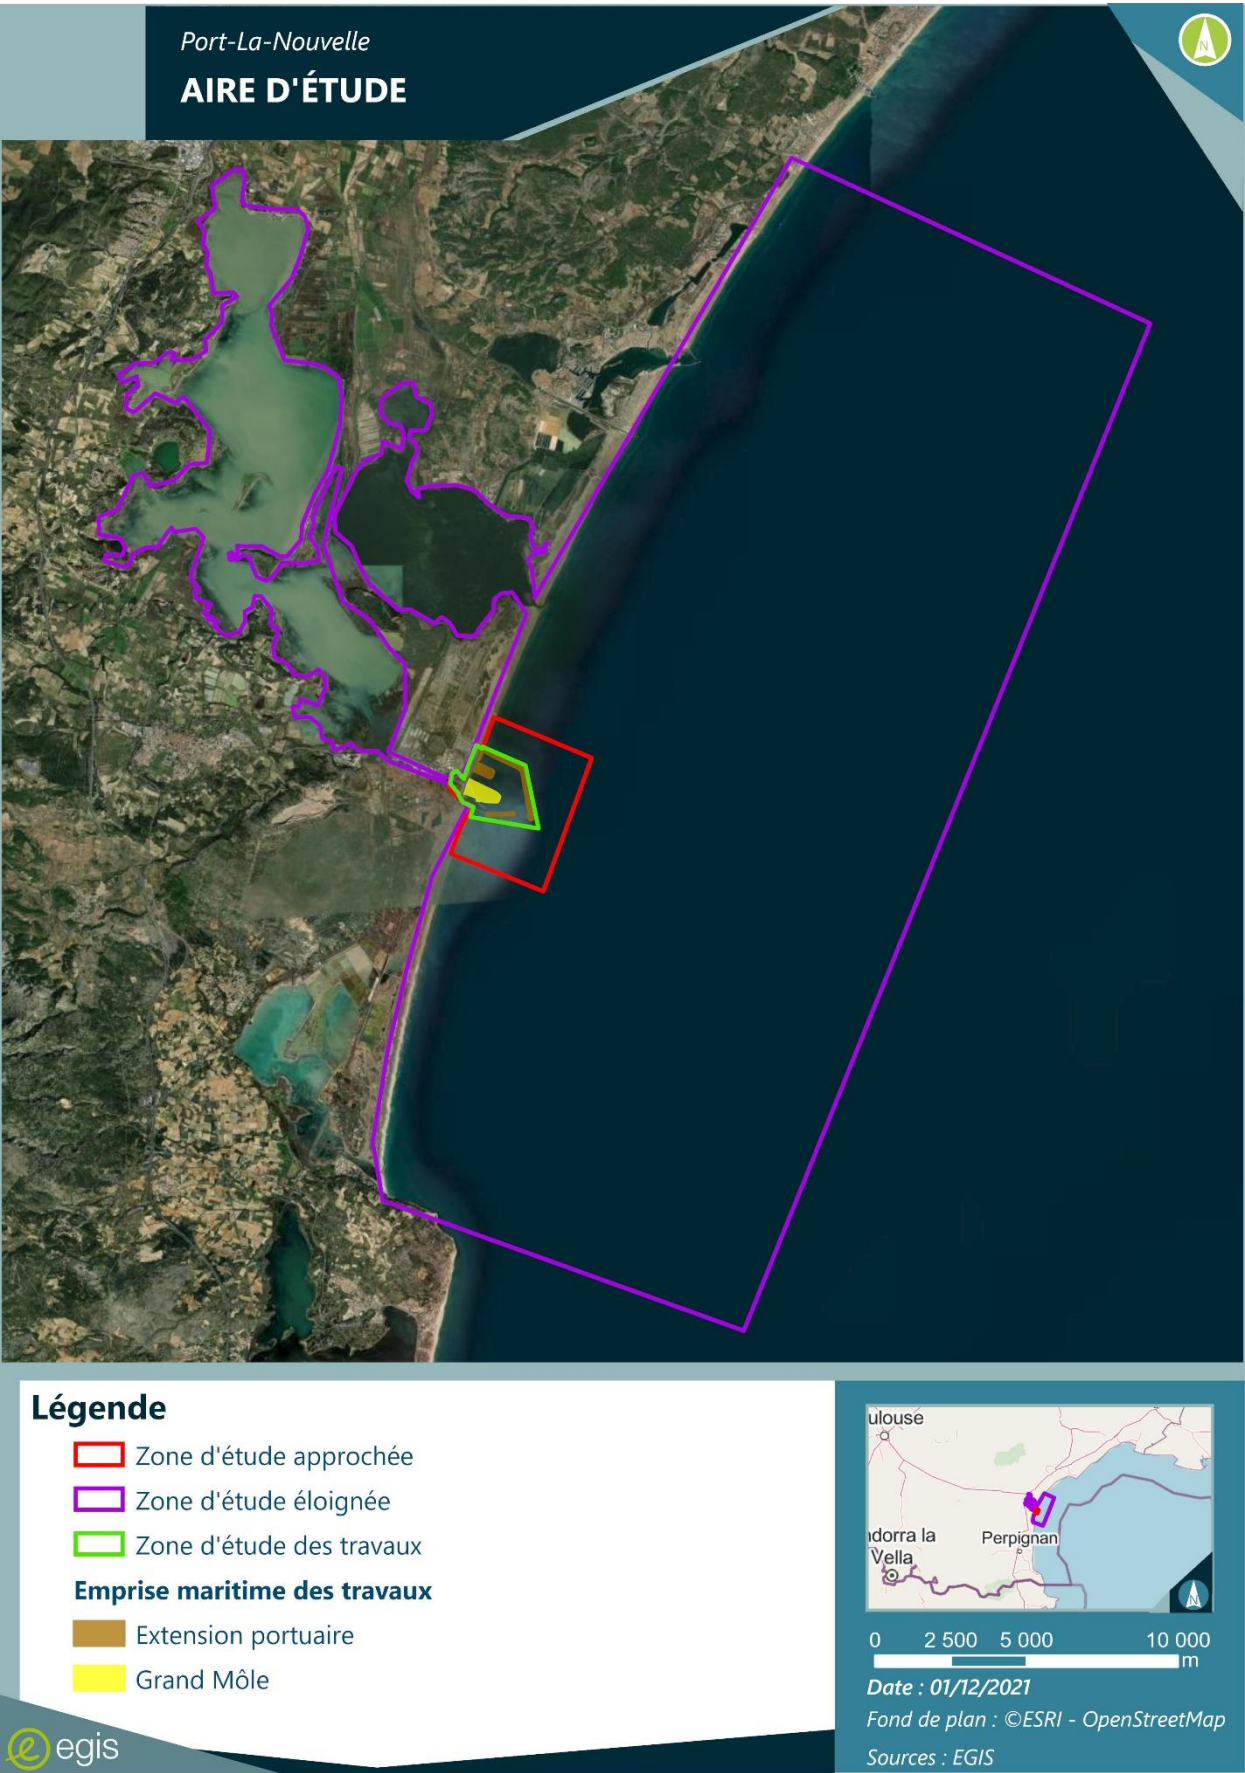 Port-La-Nouvelle
AIRE D'ÉTUDE
N
Légende
Zone d'étude approchée
Zone d'étude éloignée
Zone d'étude des travaux
Emprise maritime des travaux
Extension portuaire
Grand Môle
egis
ulouse
ndorra la
Vella
Perpignan
N
0 2 500 5 000 10 000
m
Date : 01/12/2021
Fond de plan : ©ESRI - OpenStreetMap
Sources : EGIS